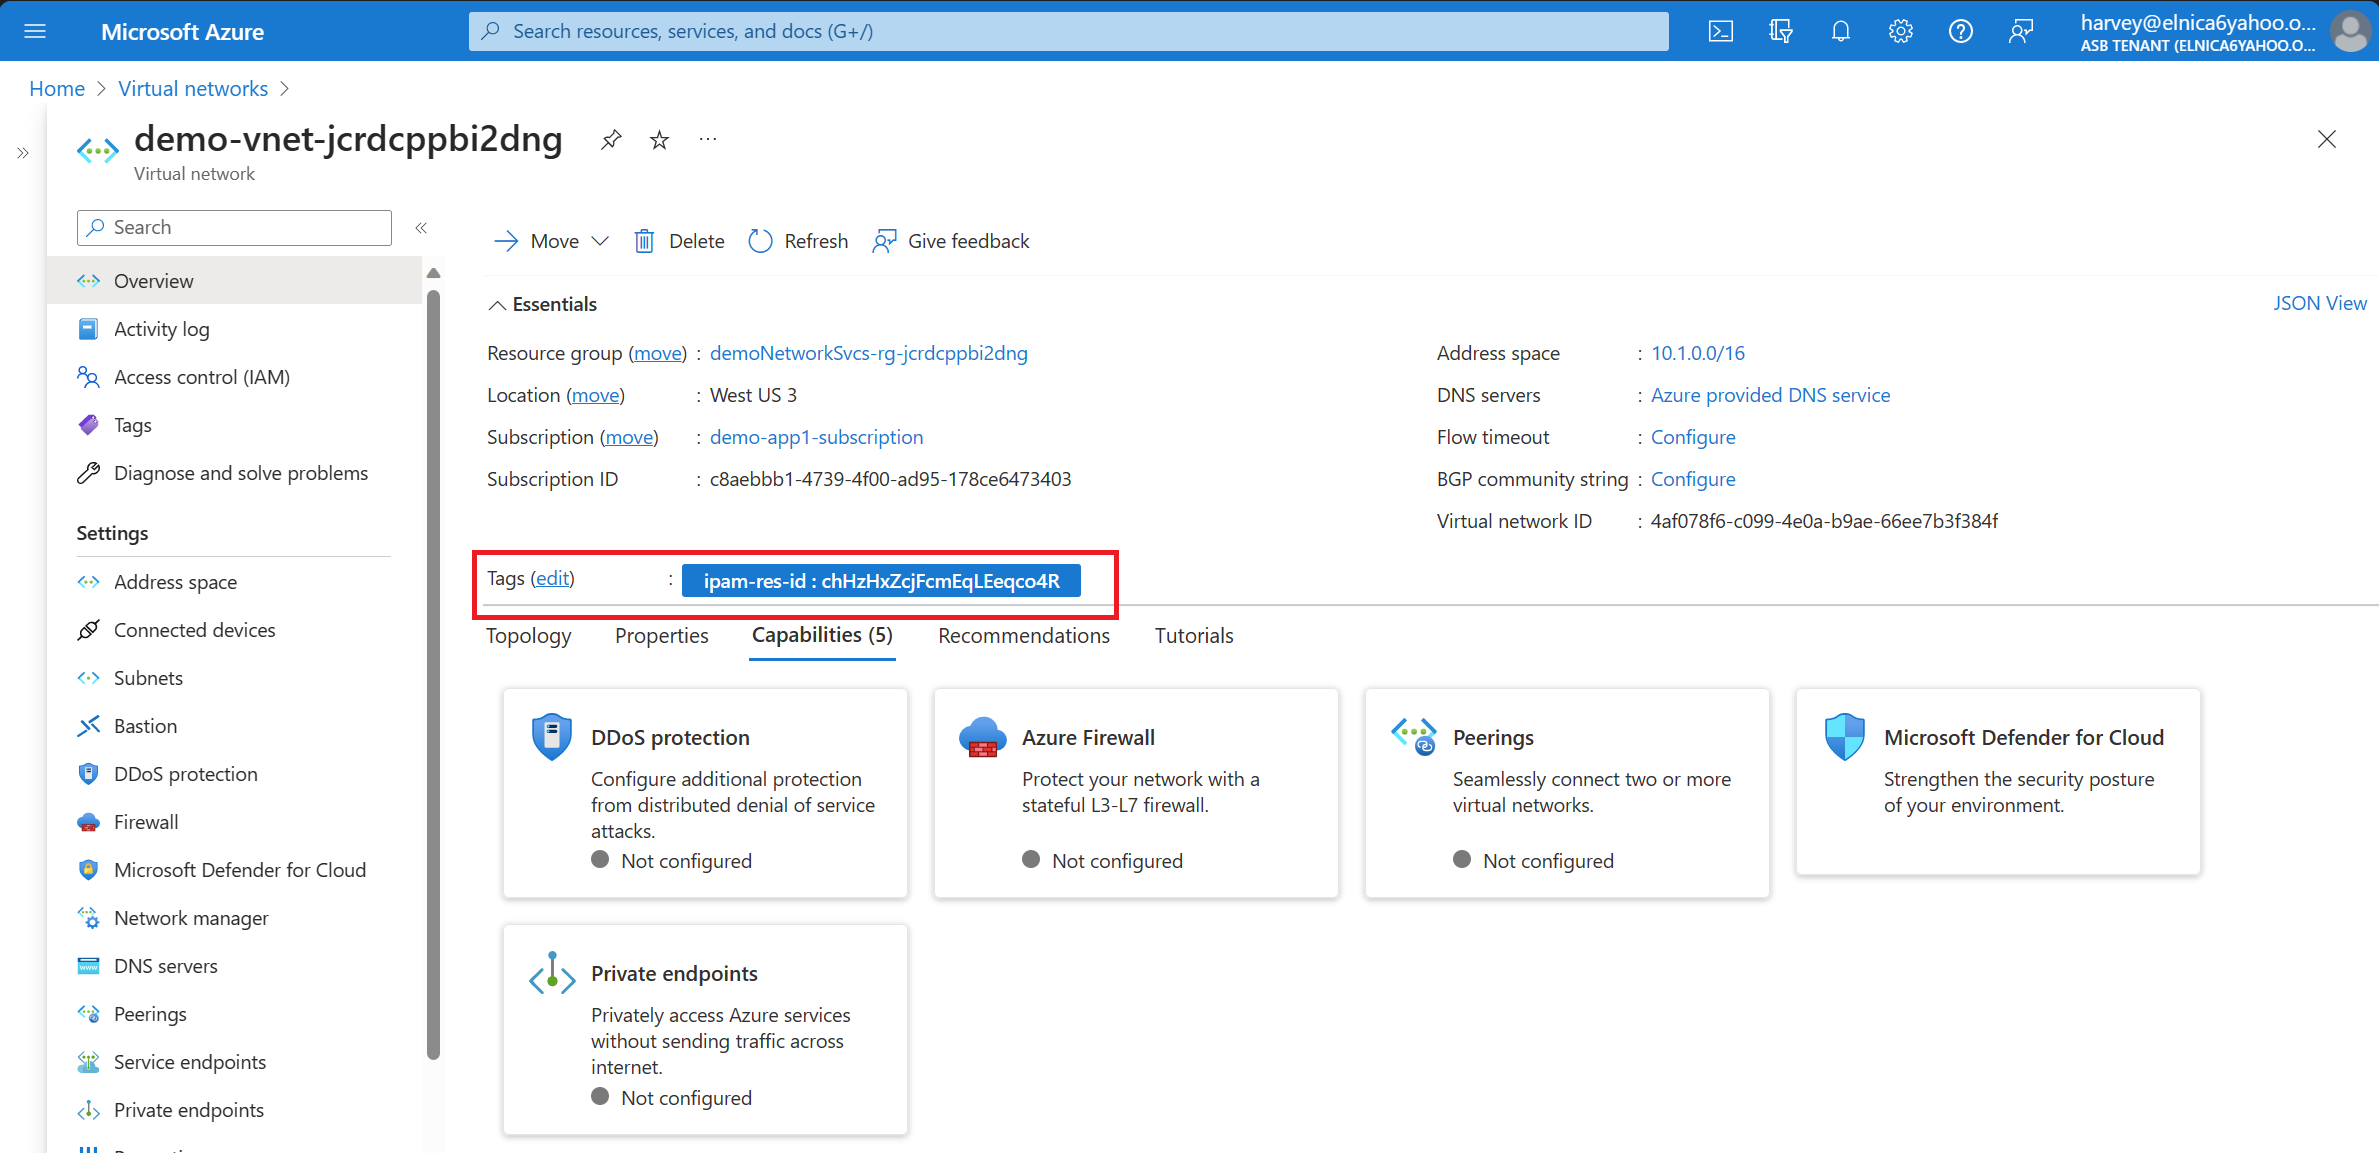 Microsoft Azure
Search resources, services, and docs (G+/)
harvey@elnica6yahoo.o...
ASB TENANT (ELNICA6YAHOO.O...
Home > Virtual networks >
demo-vnet-jcrdcppbi2dng
Virtual network
Search
Overview
Activity log
Access control (IAM)
Tags
Diagnose and solve problems
Settings
Address space
Connected devices
Subnets
Bastion
DDoS protection
Firewall
Microsoft Defender for Cloud
Network manager
DNS servers
Peerings
Service endpoints
Private endpoints
Move
Delete
Refresh
Give feedback
Essentials
JSON View
Resource group (move) : demoNetworkSvcs-rg-jcrdcppbi2dng
Location (move) : West US 3
Subscription (move) : demo-app1-subscription
Subscription ID : c8aebbb1-4739-4f00-ad95-178ce6473403
Address space : 10.1.0.0/16
DNS servers : Azure provided DNS service
Flow timeout : Configure
BGP community string : Configure
Virtual network ID : 4af078f6-c099-4e0a-b9ae-66ee7b3f384f
Tags (edit) : ipam-res-id : chHzHxZcjFcmEqLEeqco4R
Topology
Properties
Capabilities (5)
Recommendations
Tutorials
DDoS protection
Configure additional protection
from distributed denial of service
attacks.
Not configured
Azure Firewall
Protect your network with a
stateful L3-L7 firewall.
Not configured
Peerings
Seamlessly connect two or more
virtual networks.
Not configured
Microsoft Defender for Cloud
Strengthen the security posture
of your environment.
Private endpoints
Privately access Azure services
without sending traffic across
internet.
Not configured